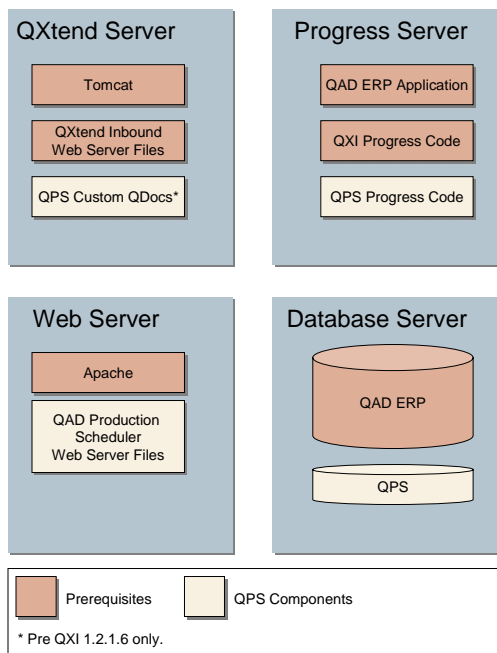 QXtend Server
Tomcat
QXtend Inbound
Web Server Files
QPS Custom QDocs*
Progress Server
QAD ERP Application
QXI Progress Code
QPS Progress Code
Web Server
Apache
QAD Production
Scheduler
Web Server Files
Database Server
QAD ERP
QPS
Prerequisites
QPS Components
* Pre QXI 1.2.1.6 only.